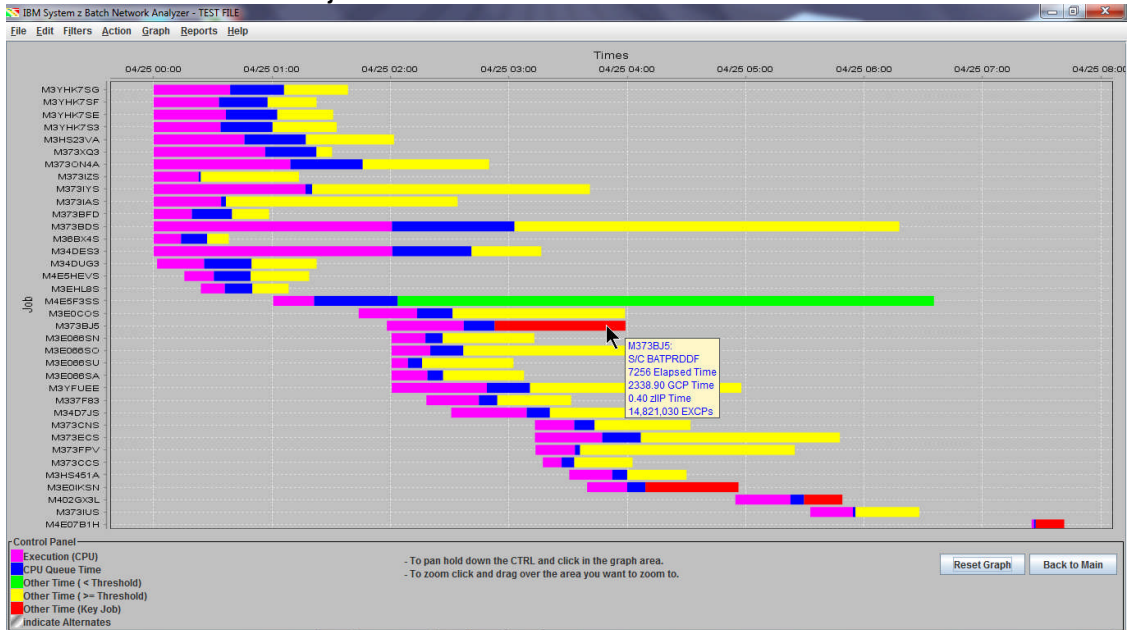 IBM System z Batch Network Analyzer - TEST FILE
File Edit Filters Action Graph Reports Help
Times
04/25 00:00 04/25 01:00 04/25 02:00 04/25 03:00 04/25 04:00 04/25 05:00 04/25 06:00 04/25 07:00 04/25 08:00
Job
M3YHK7SG
M3YHK7SF
M3YHK7SE
M3YHK7S3
M3HS23VA
M373XQ3
M373ON4A
M373IZS
M373IYS
M373IAS
M373BFD
M373BDS
M36BX4S
M34DES3
M34DUG3
M4E5HEVS
M3EHL8S
M4E5F3SS
M3E0COS
M373BJ5
M3E066SN
M3E066SO
M3E066SU
M3E066SA
M3YFUEE
M337F83
M34D7JS
M373CNS
M373ECS
M373FPV
M373CCS
M3HS451A
M3E0IKSN
M402GX3L
M373IUS
M4E07B1H
M373BJ5:
S/C BATPRDDF
7256 Elapsed Time
2338.90 GCP Time
0.40 zIIP Time
14,821,030 EXCPs
Control Panel
Execution (CPU)
CPU Queue Time
Other Time ( < Threshold)
Other Time ( >= Threshold)
Other Time (Key Job)
indicate Alternates
- To pan hold down the CTRL and click in the graph area.
- To zoom click and drag over the area you want to zoom to.
Reset Graph Back to Main